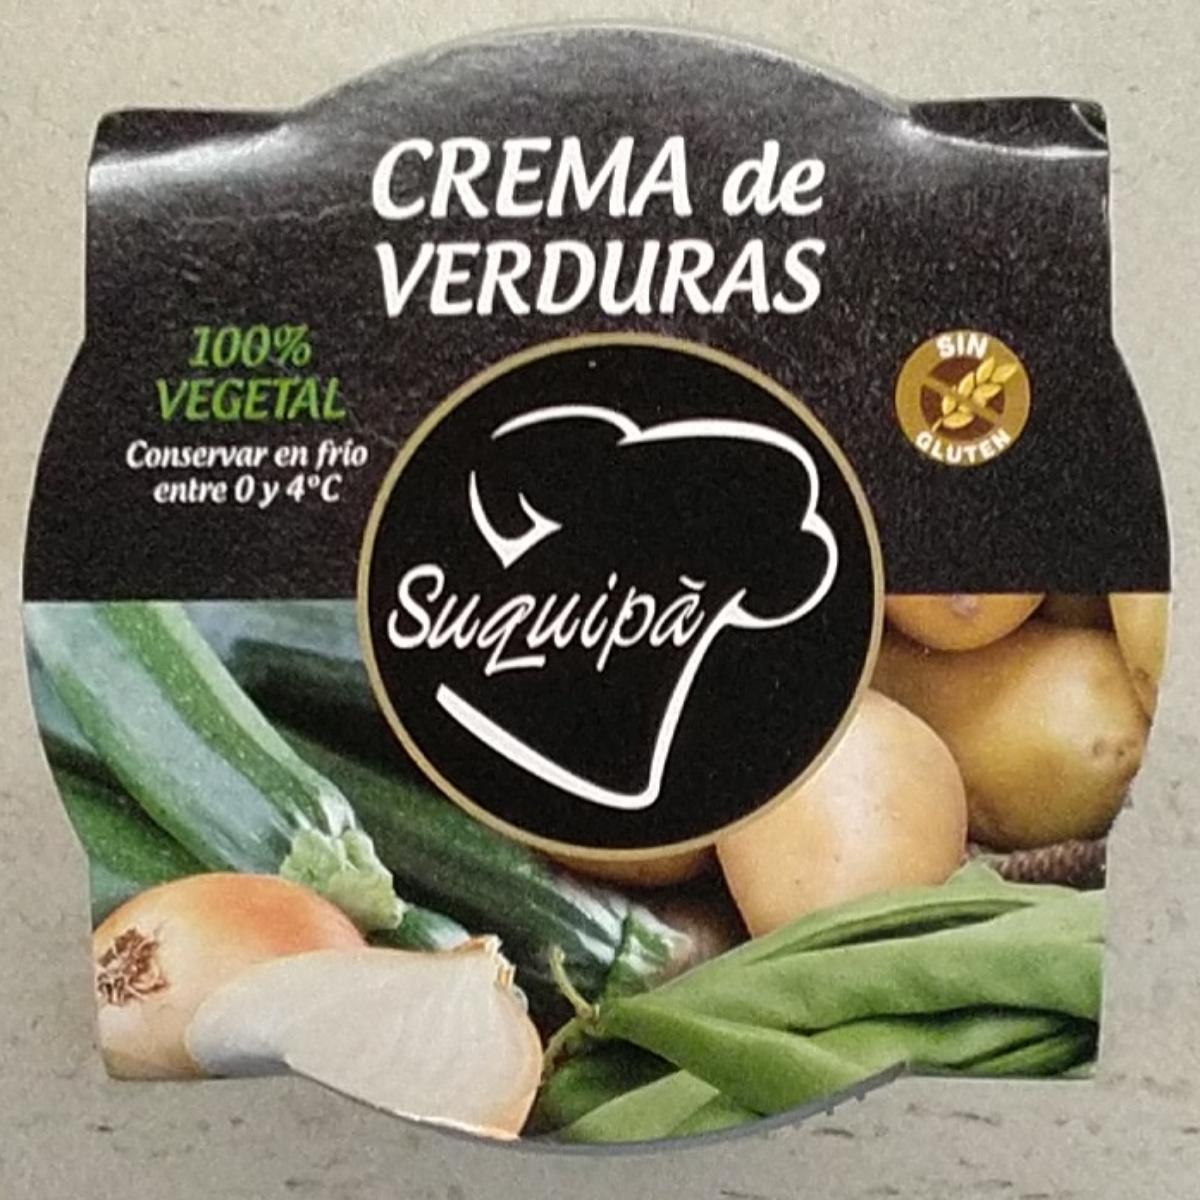 CREMA de
VERDURAS
100%
VEGETAL
Conservar en frío
entre 0 y 4°C
SIN
GLUTEN
Suquipà